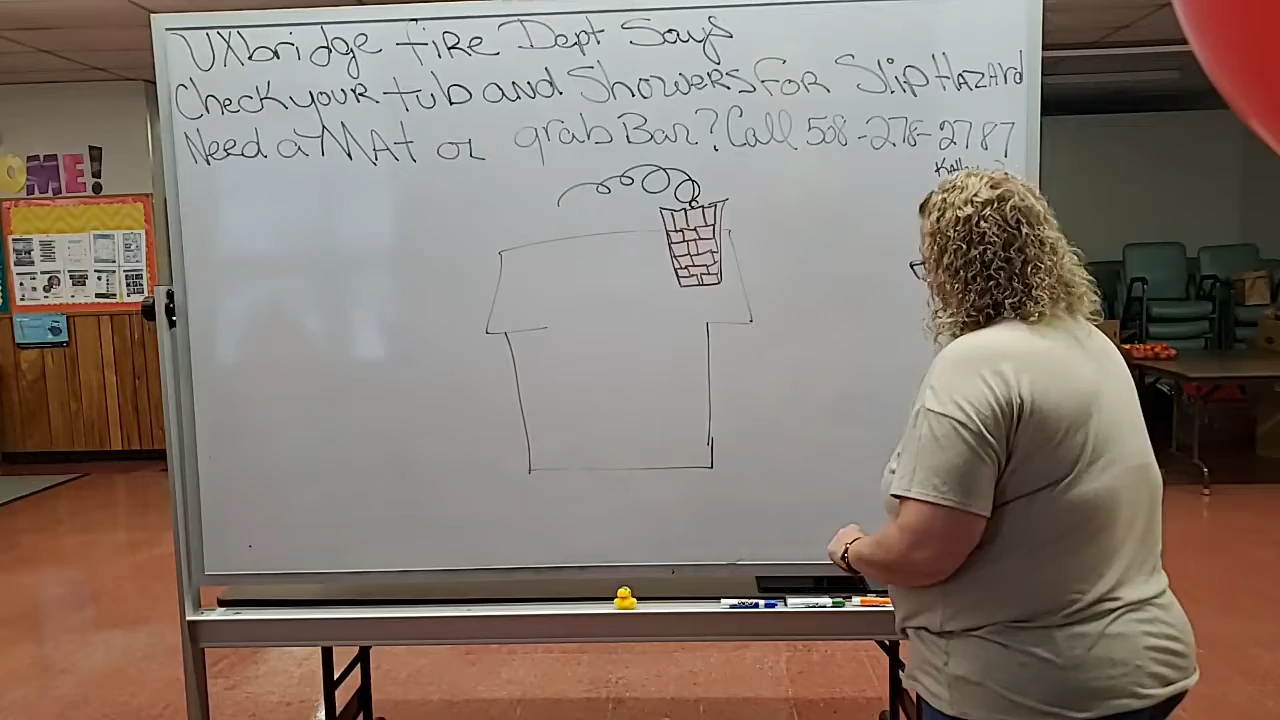 UXbridge fire Dept Says
Check your tub and Showers For Slip HAZARd
Need a MAt or grab Bar? Call 508-278-2787
OME!